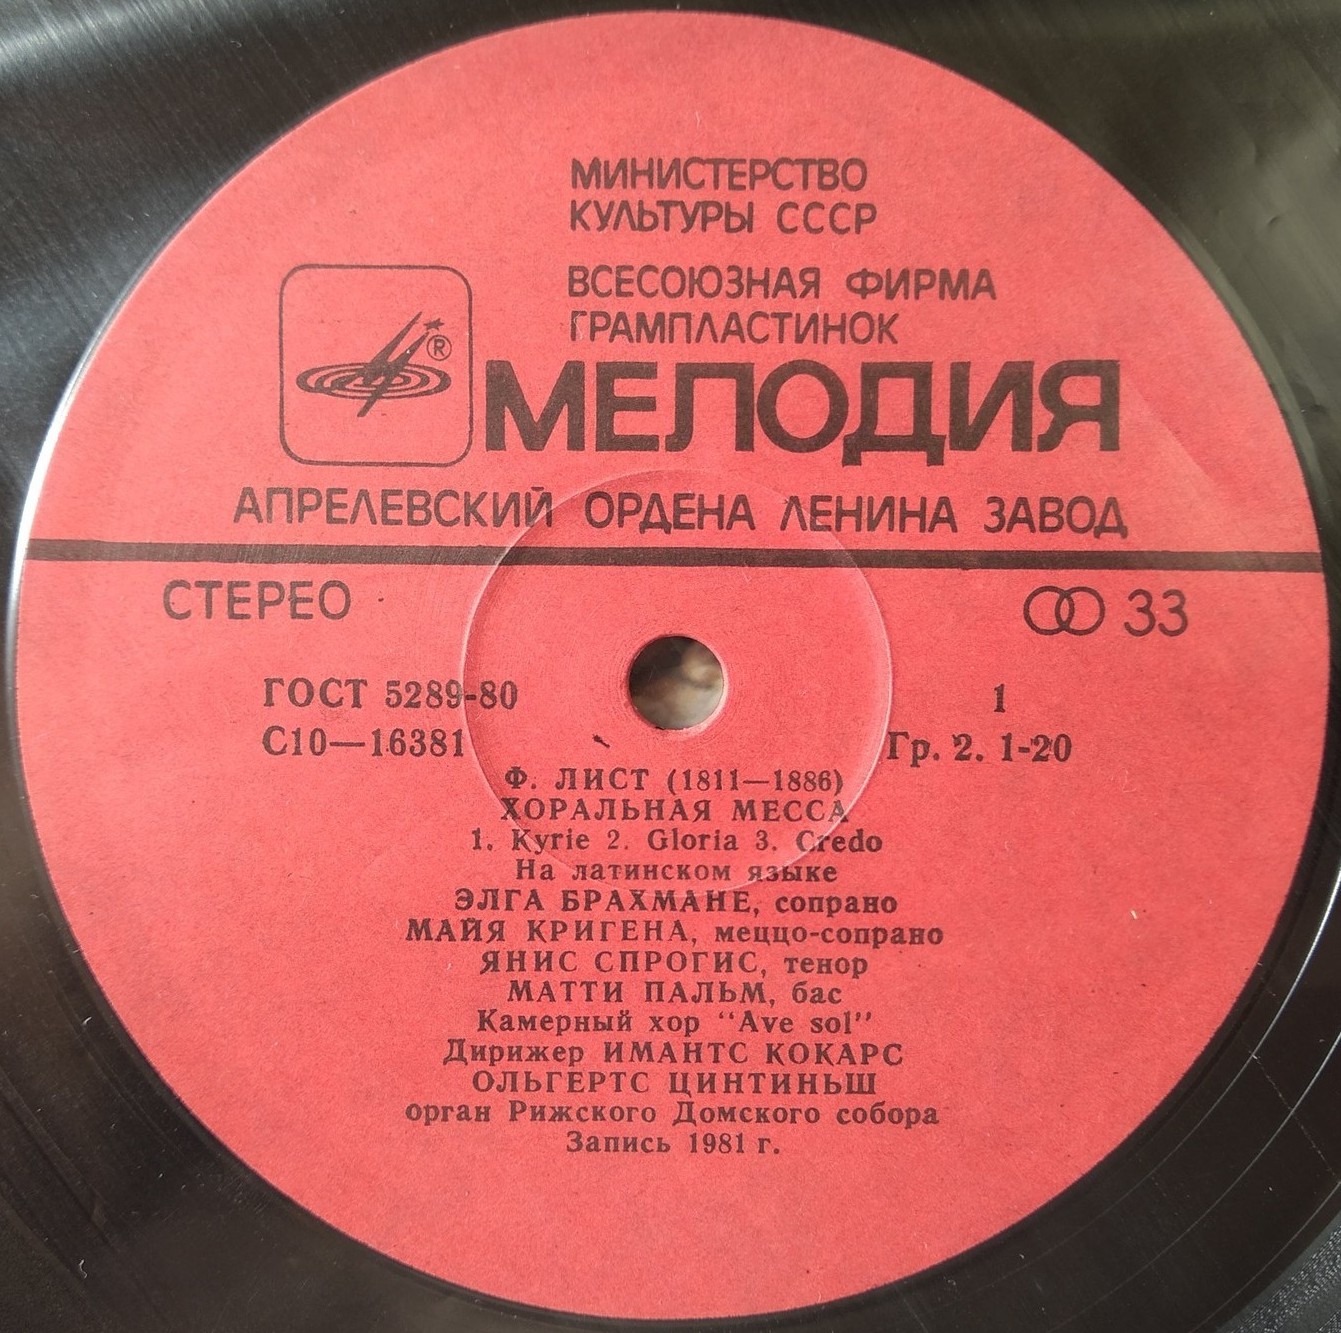 МИНИСТЕРСТВО
КУЛЬТУРЫ СССР
ВСЕСОЮЗНАЯ ФИРМА
ГРАМПЛАСТИНОК
®
МЕЛОДИЯ
АПРЕЛЕВСКИЙ ОРДЕНА ЛЕНИНА ЗАВОД
СТЕРЕО
33
ГОСТ 5289-80
1
С10—16381
Гр. 2. 1-20
Ф. ЛИСТ (1811—1886)
ХОРАЛЬНАЯ МЕССА
1. Kyrie 2. Gloria 3. Credo
На латинском языке
ЭЛГА БРАХМАНЕ, сопрано
МАЙЯ КРИГЕНА, меццо-сопрано
ЯНИС СПРОГИС, тенор
МАТТИ ПАЛЬМ, бас
Камерный хор "Ave sol"
Дирижер ИМАНТС КОКАРС
ОЛЬГЕРТС ЦИНТИНЬШ
орган Рижского Домского собора
Запись 1981 г.